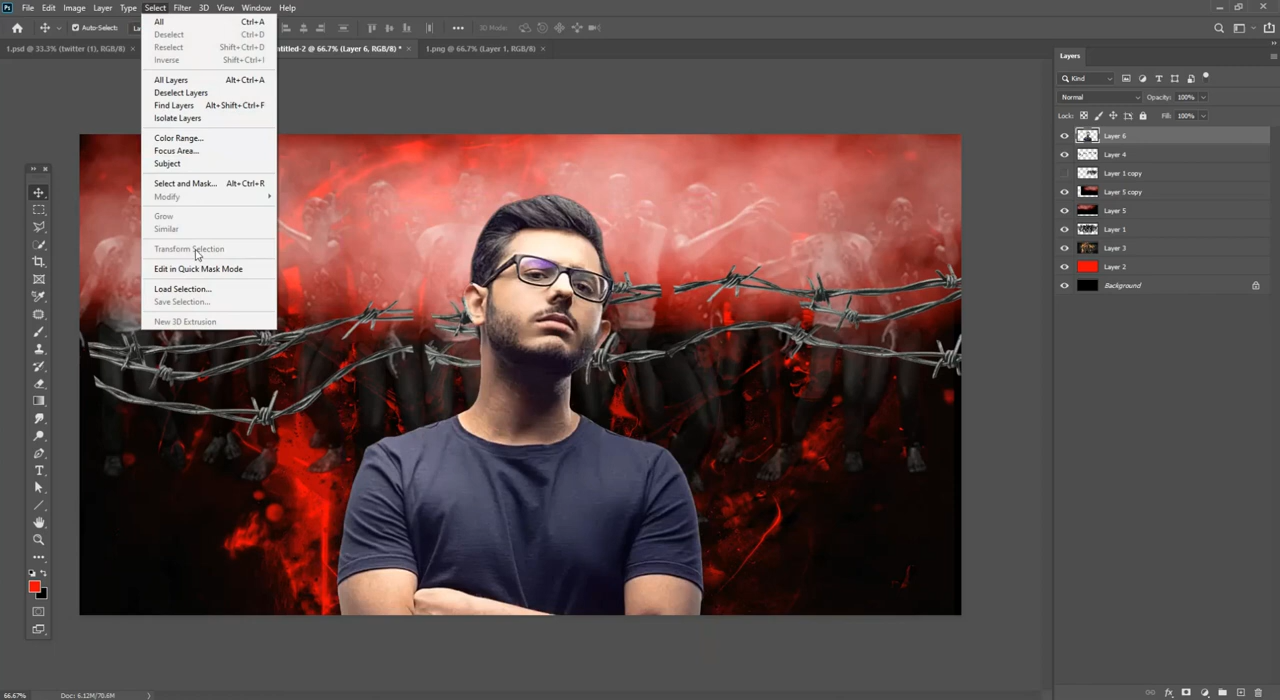 Ps File Edit Image Layer Type Select Filter 3D View Window Help
Auto-Select: 3D Mode:
1.psd @ 33.3% (twitter (1), RGB/8) × ntitled-2 @ 66.7% (Layer 6, RGB/8) * × 1.png @ 66.7% (Layer 1, RGB/8) ×
All Ctrl+A
Deselect Ctrl+D
Reselect Shift+Ctrl+D
Inverse Shift+Ctrl+I
All Layers Alt+Ctrl+A
Deselect Layers
Find Layers Alt+Shift+Ctrl+F
Isolate Layers
Color Range...
Focus Area...
Subject
Select and Mask... Alt+Ctrl+R
Modify
Grow
Similar
Transform Selection
Edit in Quick Mask Mode
Load Selection...
Save Selection...
New 3D Extrusion
Layers
Kind
Normal Opacity: 100%
Lock: Fill: 100%
Layer 6
Layer 4
Layer 1 copy
Layer 5 copy
Layer 5
Layer 1
Layer 3
Layer 2
Background
66.67% Doc: 6.12M/70.6M